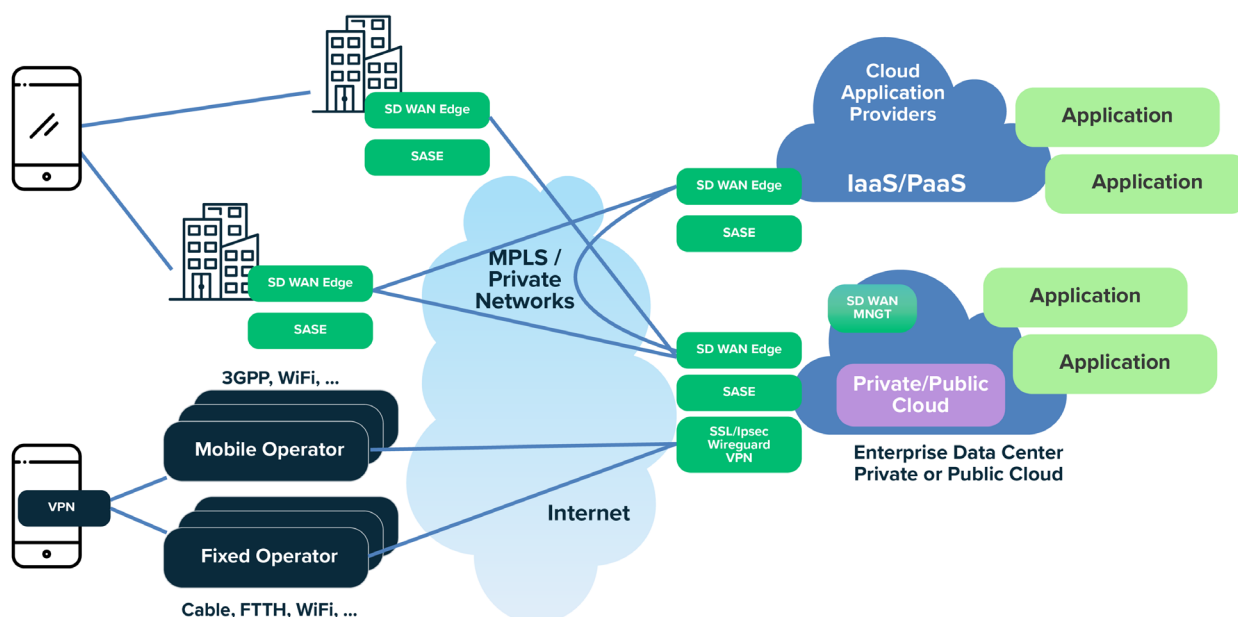 SD WAN Edge
SASE
Cloud
Application
Providers
IaaS/PaaS
Application
Application
SD WAN Edge
SASE
SD WAN Edge
SASE
MPLS /
Private
Networks
SD WAN
MNGT
Application
Application
SD WAN Edge
SASE
SSL/Ipsec
Wireguard
VPN
Private/Public
Cloud
Enterprise Data Center
Private or Public Cloud
3GPP, WiFi, ...
Mobile Operator
VPN
Internet
Fixed Operator
Cable, FTTH, WiFi, ...